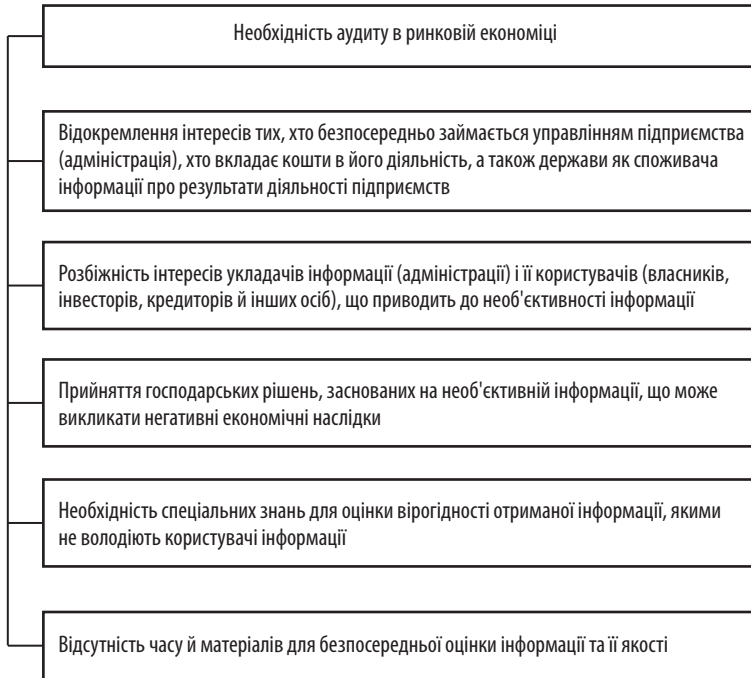 Необхідність аудиту в ринковій економіці
Відокремлення інтересів тих, хто безпосередньо займається управлінням підприємства
(адміністрація), хто вкладає кошти в його діяльність, а також держави як споживача
інформації про результати діяльності підприємств
Розбіжність інтересів укладачів інформації (адміністрації) і її користувачів (власників,
інвесторів, кредиторів й інших осіб), що приводить до необ'єктивності інформації
Прийняття господарських рішень, заснованих на необ'єктивній інформації, що може
викликати негативні економічні наслідки
Необхідність спеціальних знань для оцінки вірогідності отриманої інформації, якими
не володіють користувачі інформації
Відсутність часу й матеріалів для безпосередньої оцінки інформації та її якості